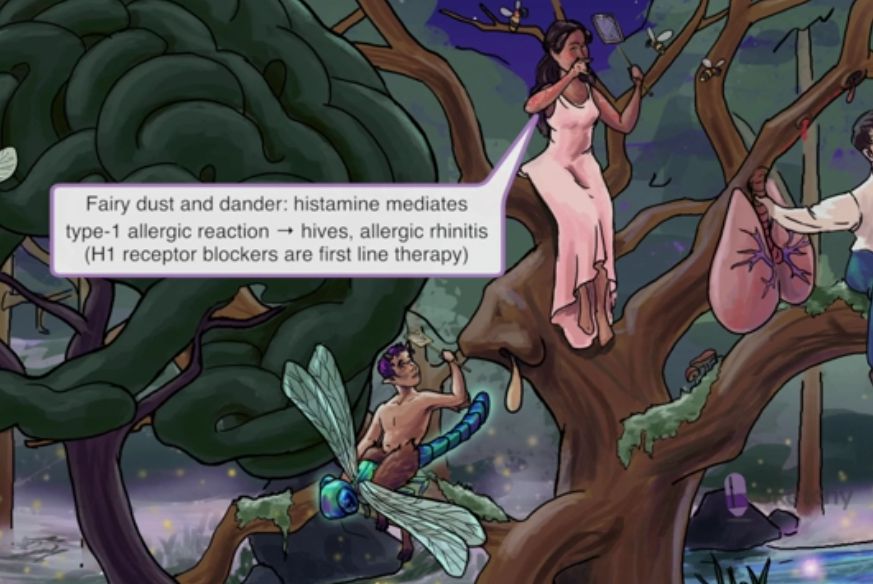 Fairy dust and dander: histamine mediates
type-1 allergic reaction → hives, allergic rhinitis
(H1 receptor blockers are first line therapy)